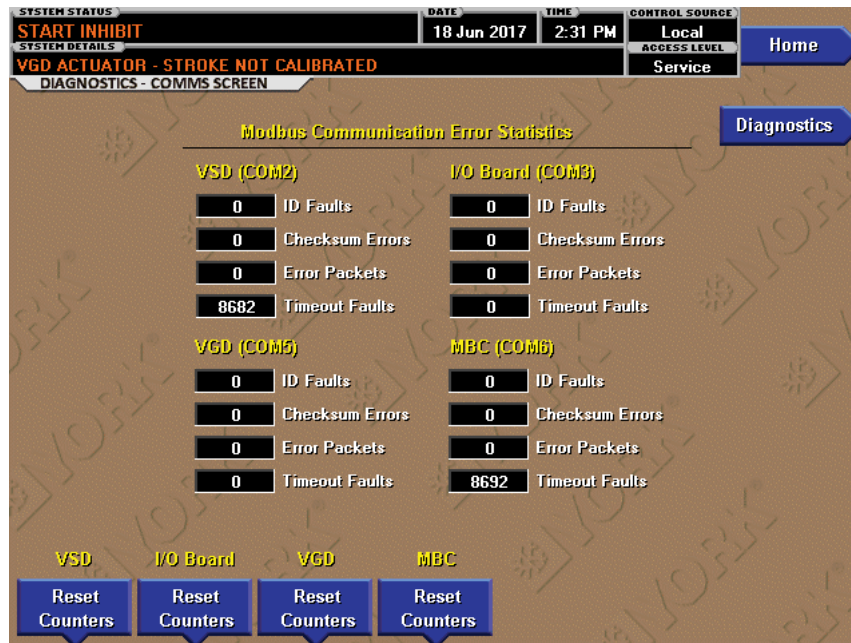 SYSTEM STATUS
START INHIBIT
DATE
18 Jun 2017
TIME
2:31 PM
CONTROL SOURCE
Local
Home
SYSTEM DETAILS
VGD ACTUATOR - STROKE NOT CALIBRATED
ACCESS LEVEL
Service
DIAGNOSTICS - COMMS SCREEN
Diagnostics
Modbus Communication Error Statistics
VSD (COM2)
0 ID Faults
0 Checksum Errors
0 Error Packets
8682 Timeout Faults
I/O Board (COM3)
0 ID Faults
0 Checksum Errors
0 Error Packets
0 Timeout Faults
VGD (COM5)
0 ID Faults
0 Checksum Errors
0 Error Packets
0 Timeout Faults
MBC (COM6)
0 ID Faults
0 Checksum Errors
0 Error Packets
8692 Timeout Faults
VSD
Reset
Counters
I/O Board
Reset
Counters
VGD
Reset
Counters
MBC
Reset
Counters
YORK